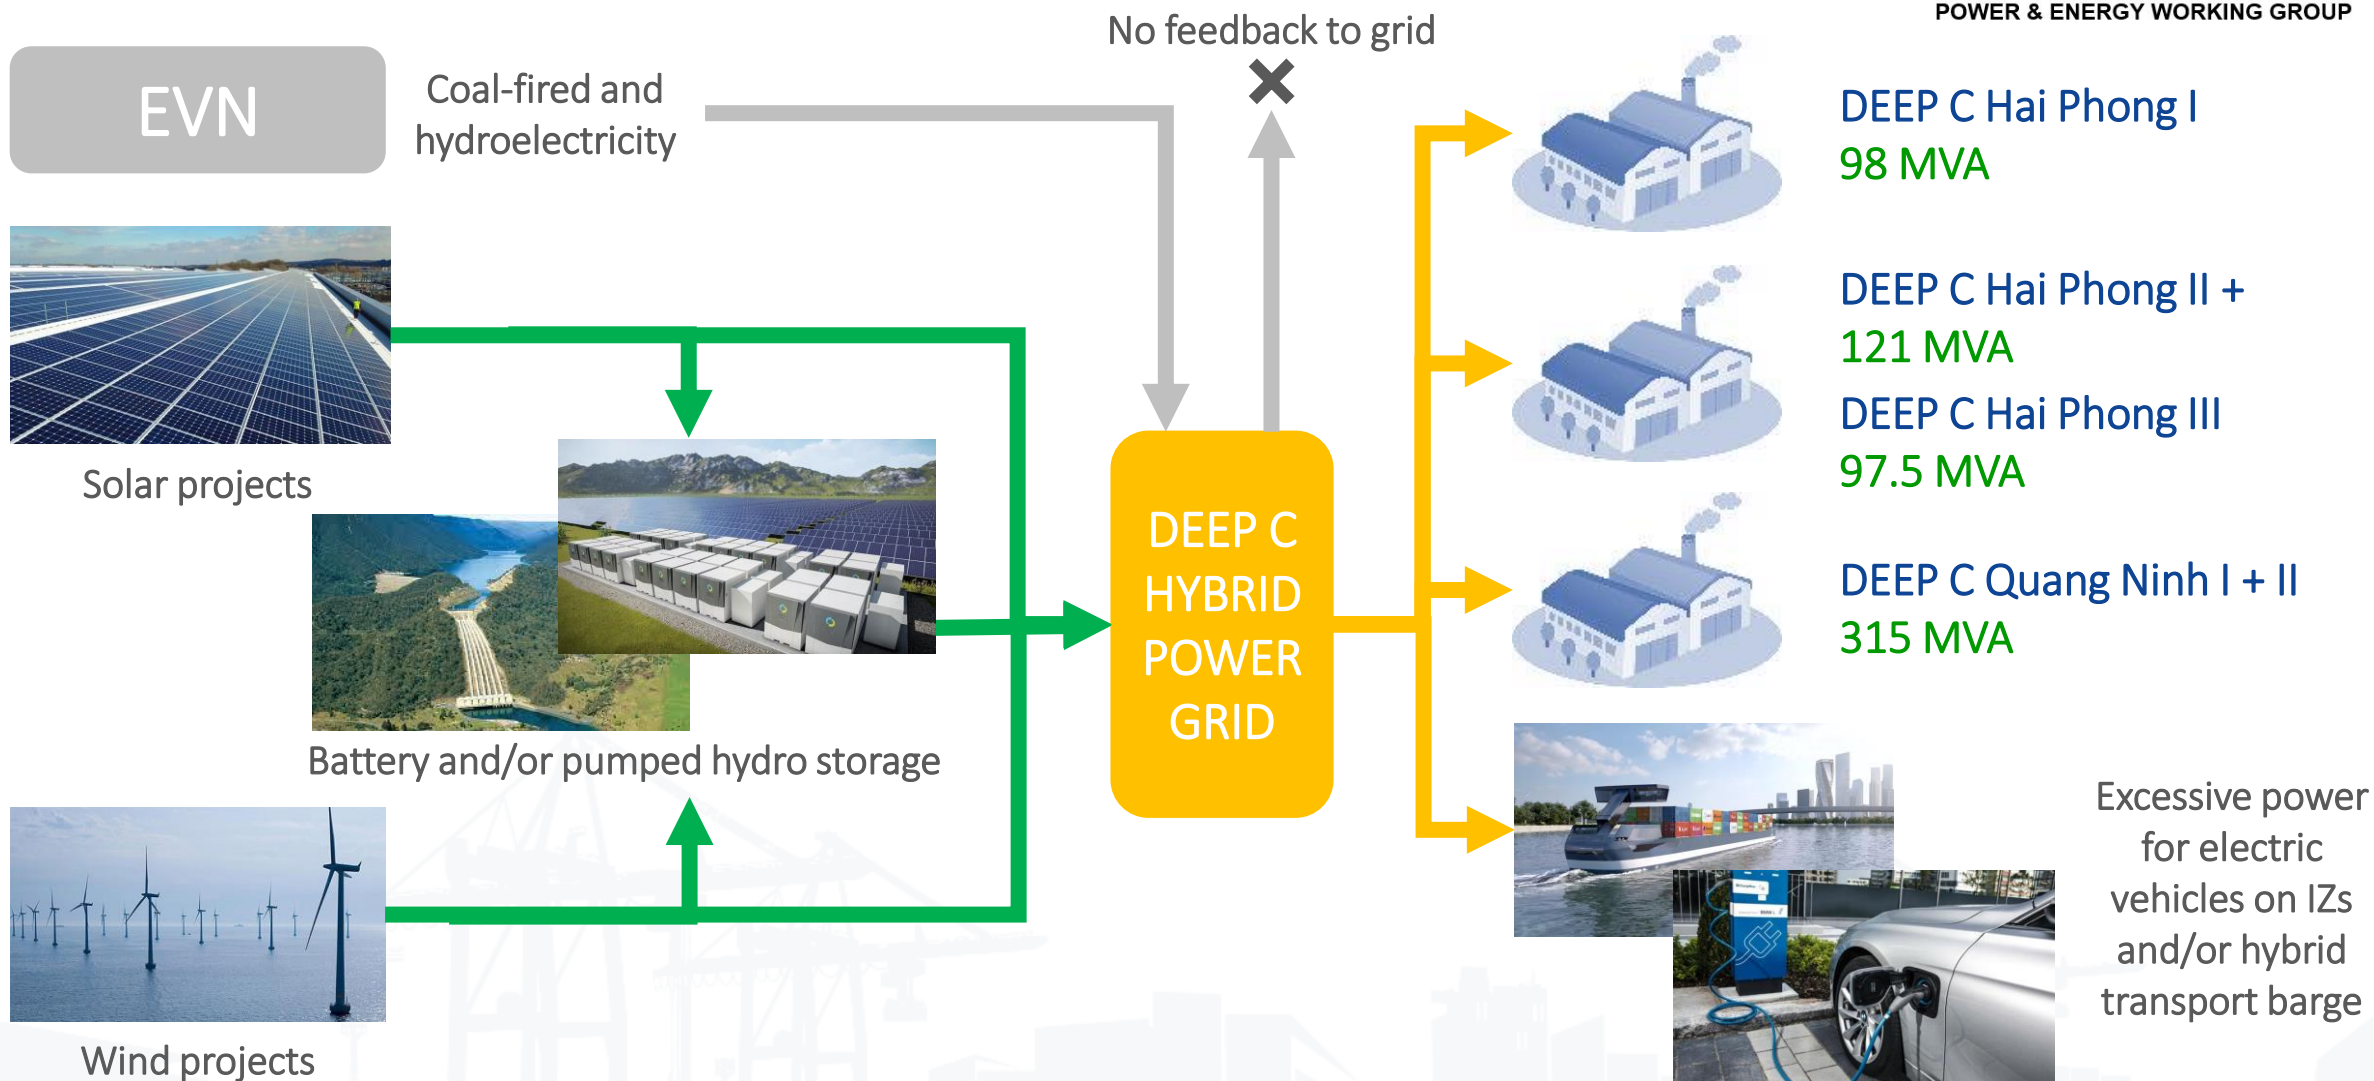 POWER & ENERGY WORKING GROUP
No feedback to grid
EVN
Coal-fired and
hydroelectricity
DEEP C Hai Phong I
98 MVA
DEEP C Hai Phong II +
121 MVA
DEEP C Hai Phong III
97.5 MVA
Solar projects
DEEP C
HYBRID
POWER
GRID
DEEP C Quang Ninh I + II
315 MVA
Battery and/or pumped hydro storage
Excessive power
for electric
vehicles on IZs
and/or hybrid
transport barge
Wind projects